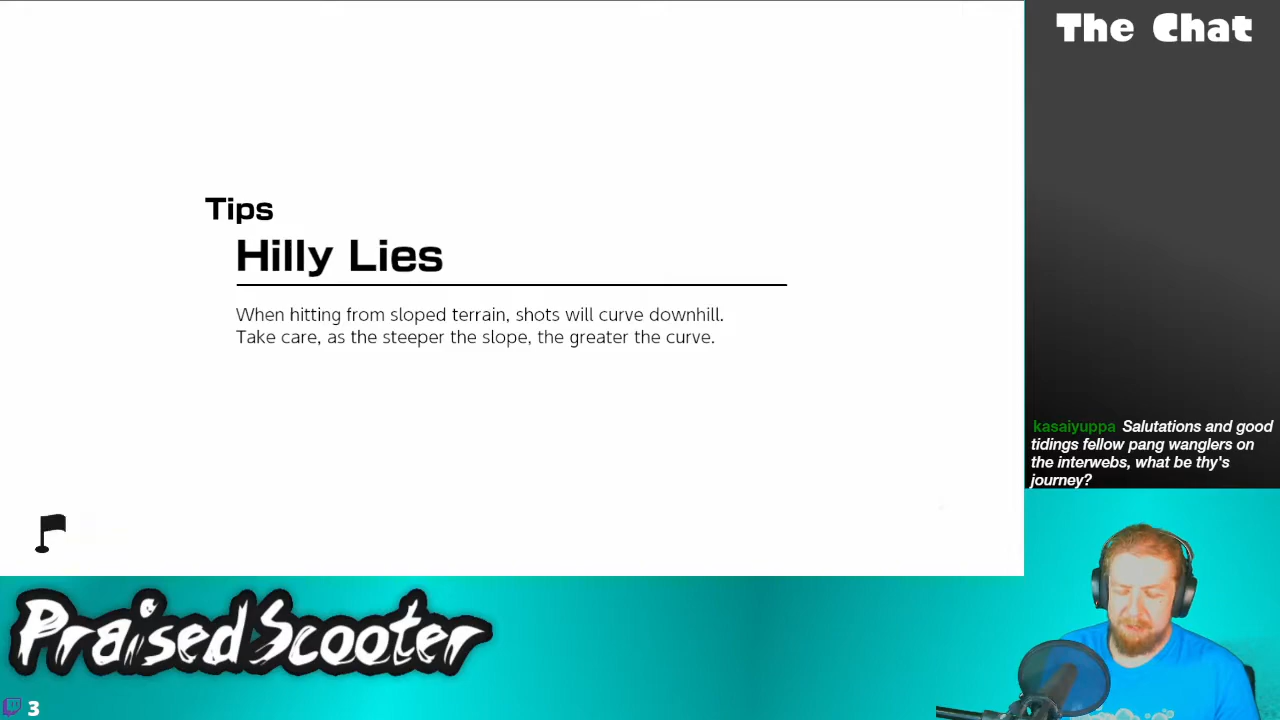 The Chat
Tips
Hilly Lies
When hitting from sloped terrain, shots will curve downhill.
Take care, as the steeper the slope, the greater the curve.
kasaiyuppa Salutations and good
tidings fellow pang wanglers on
the interwebs, what be thy's
journey?
PraisedScooter
3